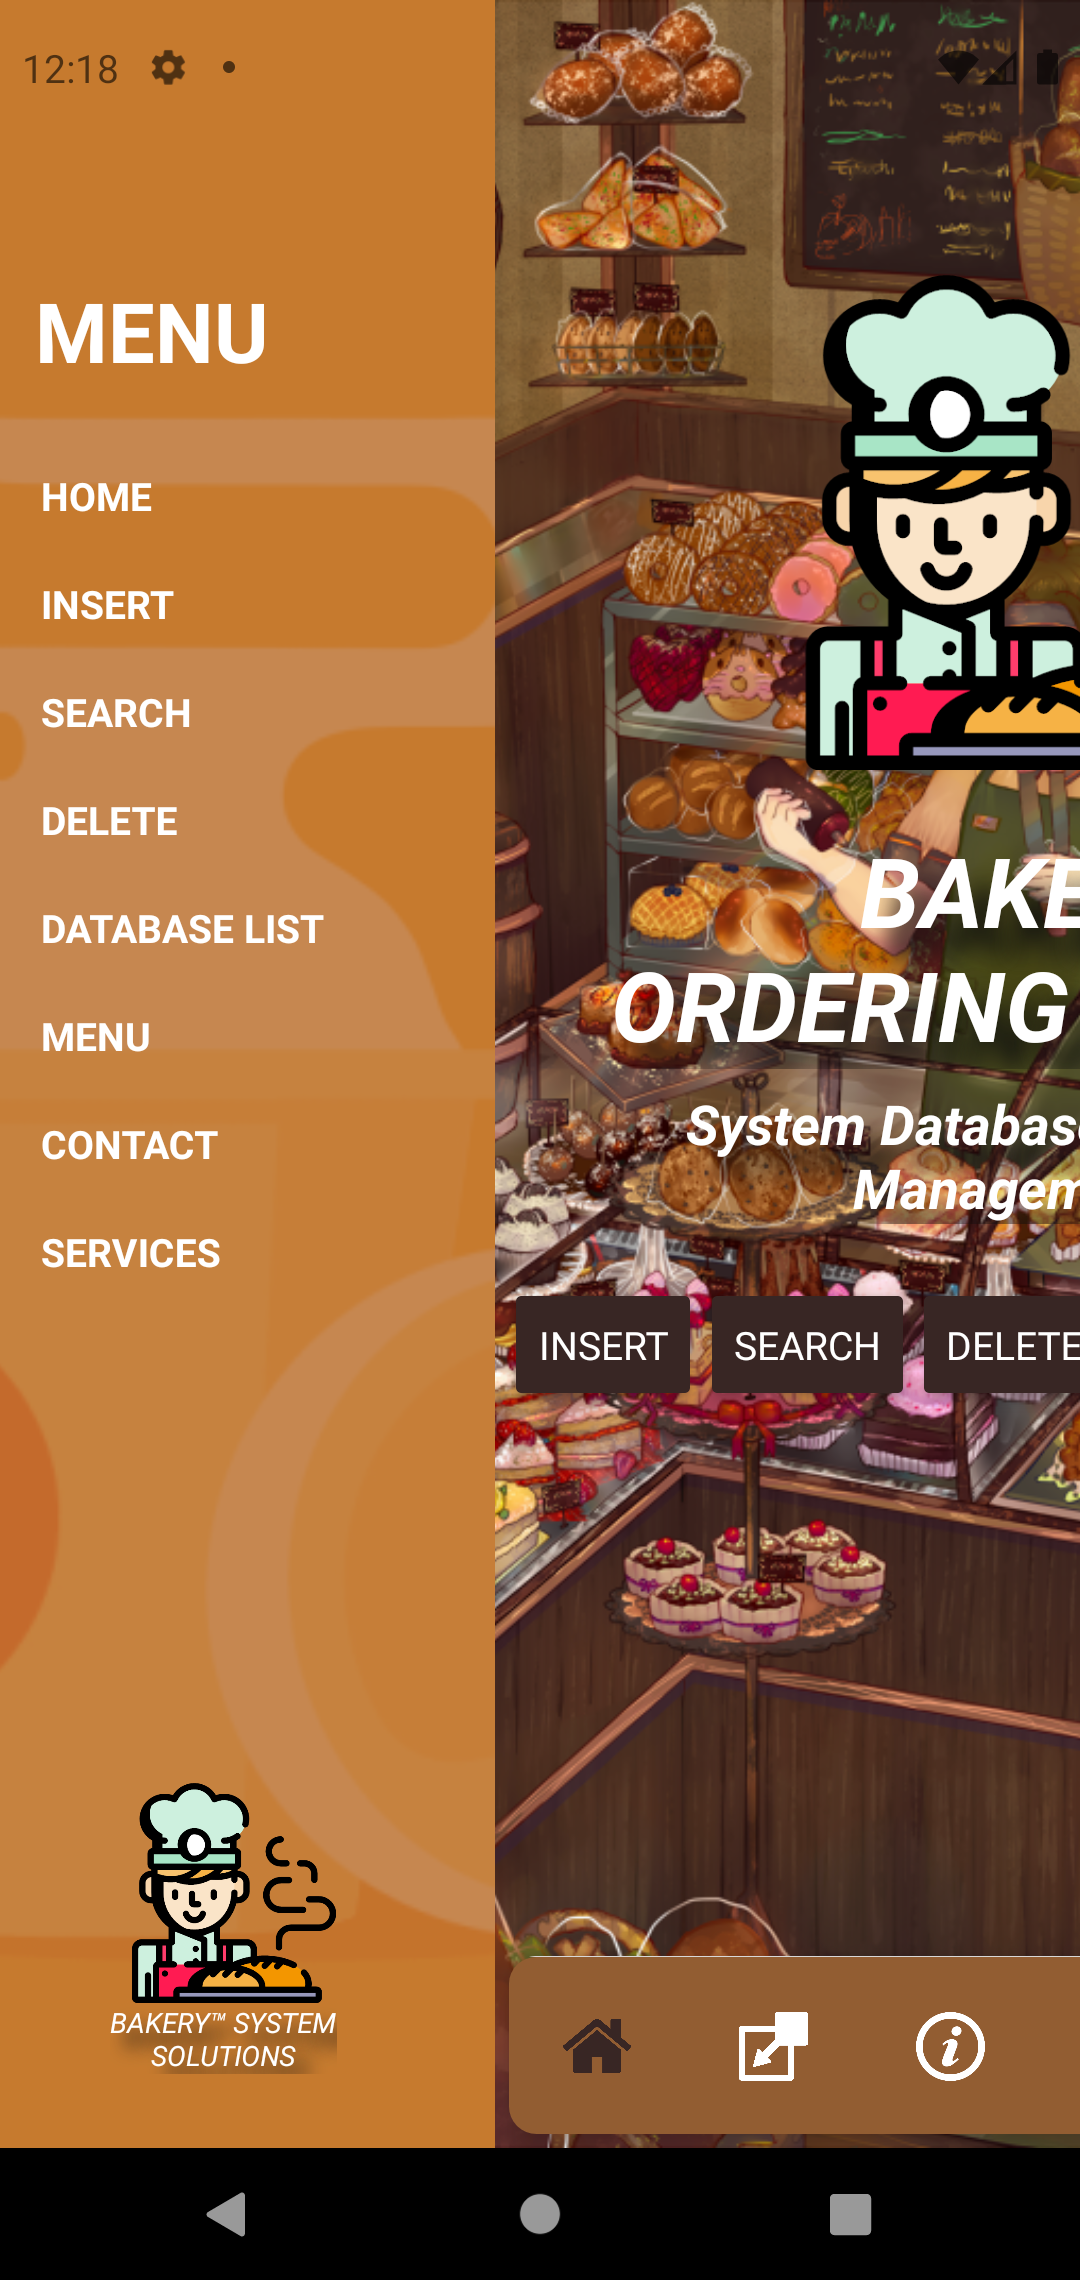 12:18
MENU
HOME
INSERT
SEARCH
DELETE
DATABASE LIST
MENU
CONTACT
SERVICES
BAKERY™ SYSTEM
SOLUTIONS
BAKE
ORDERING
System Databas
Managem
INSERT
SEARCH
DELETE